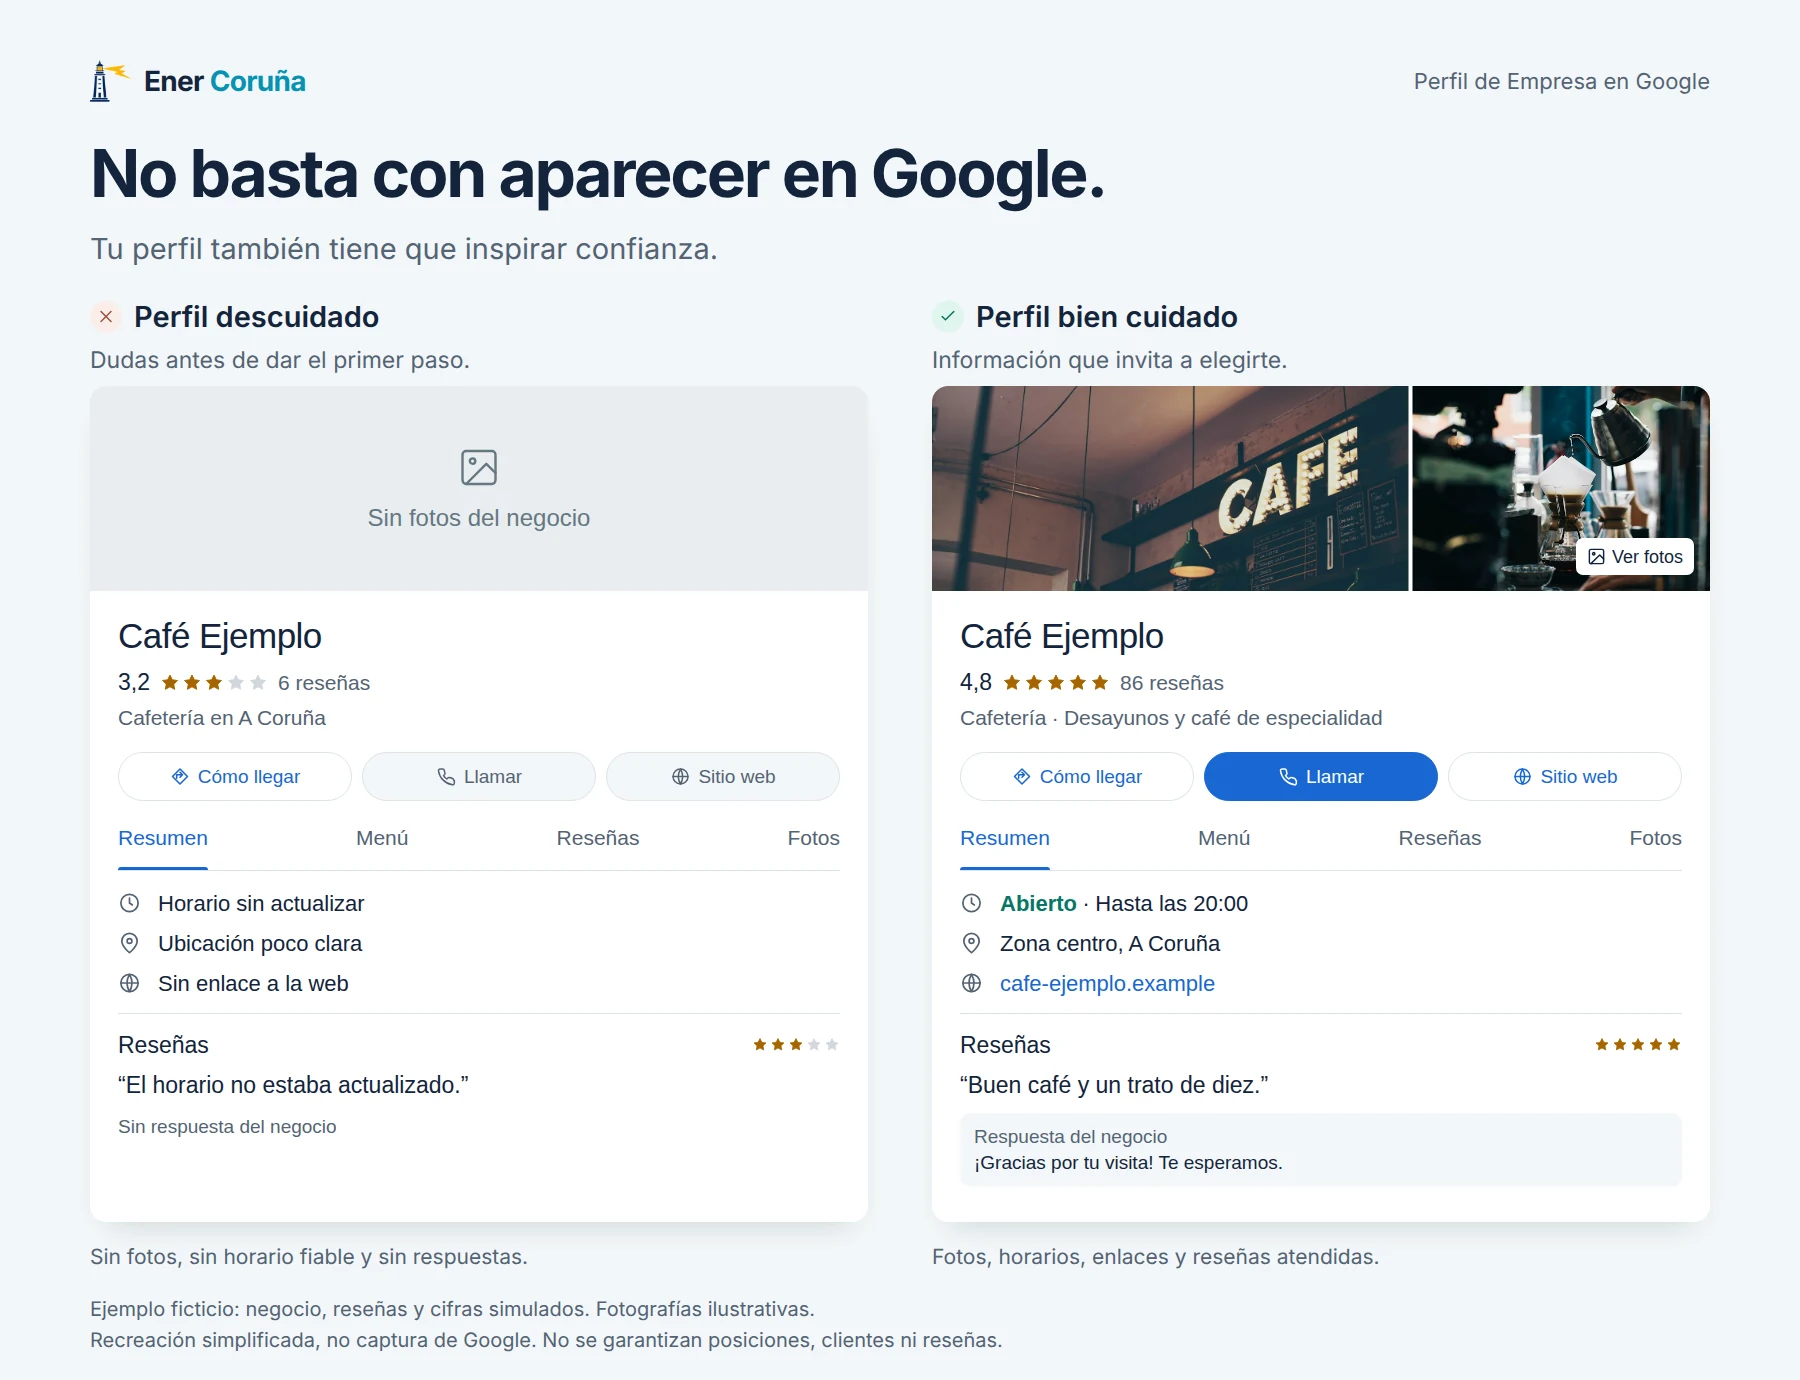 Ener Coruña
Perfil de Empresa en Google
No basta con aparecer en Google.
Tu perfil también tiene que inspirar confianza.
Perfil descuidado
Dudas antes de dar el primer paso.
Sin fotos del negocio
Café Ejemplo
3,2 6 reseñas
Cafetería en A Coruña
Cómo llegar Llamar Sitio web
Resumen Menú Reseñas Fotos
Horario sin actualizar
Ubicación poco clara
Sin enlace a la web
Reseñas
“El horario no estaba actualizado.”
Sin respuesta del negocio
Sin fotos, sin horario fiable y sin respuestas.
Perfil bien cuidado
Información que invita a elegirte.
CAFE
Ver fotos
Café Ejemplo
4,8 86 reseñas
Cafetería · Desayunos y café de especialidad
Cómo llegar Llamar Sitio web
Resumen Menú Reseñas Fotos
Abierto · Hasta las 20:00
Zona centro, A Coruña
cafe-ejemplo.example
Reseñas
“Buen café y un trato de diez.”
Respuesta del negocio
¡Gracias por tu visita! Te esperamos.
Fotos, horarios, enlaces y reseñas atendidas.
Ejemplo ficticio: negocio, reseñas y cifras simulados. Fotografías ilustrativas.
Recreación simplificada, no captura de Google. No se garantizan posiciones, clientes ni reseñas.